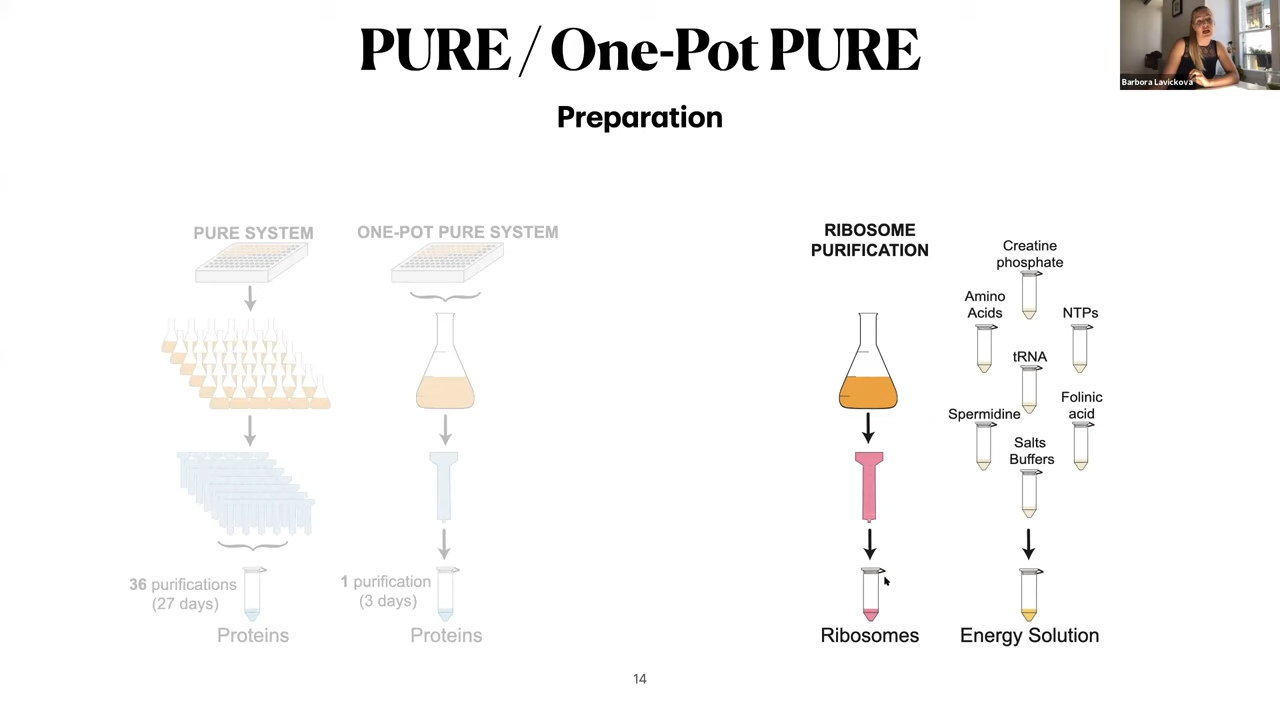 PURE / One-Pot PURE
Barbora Lavickova
Preparation
PURE SYSTEM
ONE-POT PURE SYSTEM
36 purifications
(27 days)
Proteins
1 purification
(3 days)
Proteins
RIBOSOME
PURIFICATION
Ribosomes
Creatine
phosphate
Amino
Acids
NTPs
tRNA
Spermidine
Folinic
acid
Salts
Buffers
Energy Solution
14